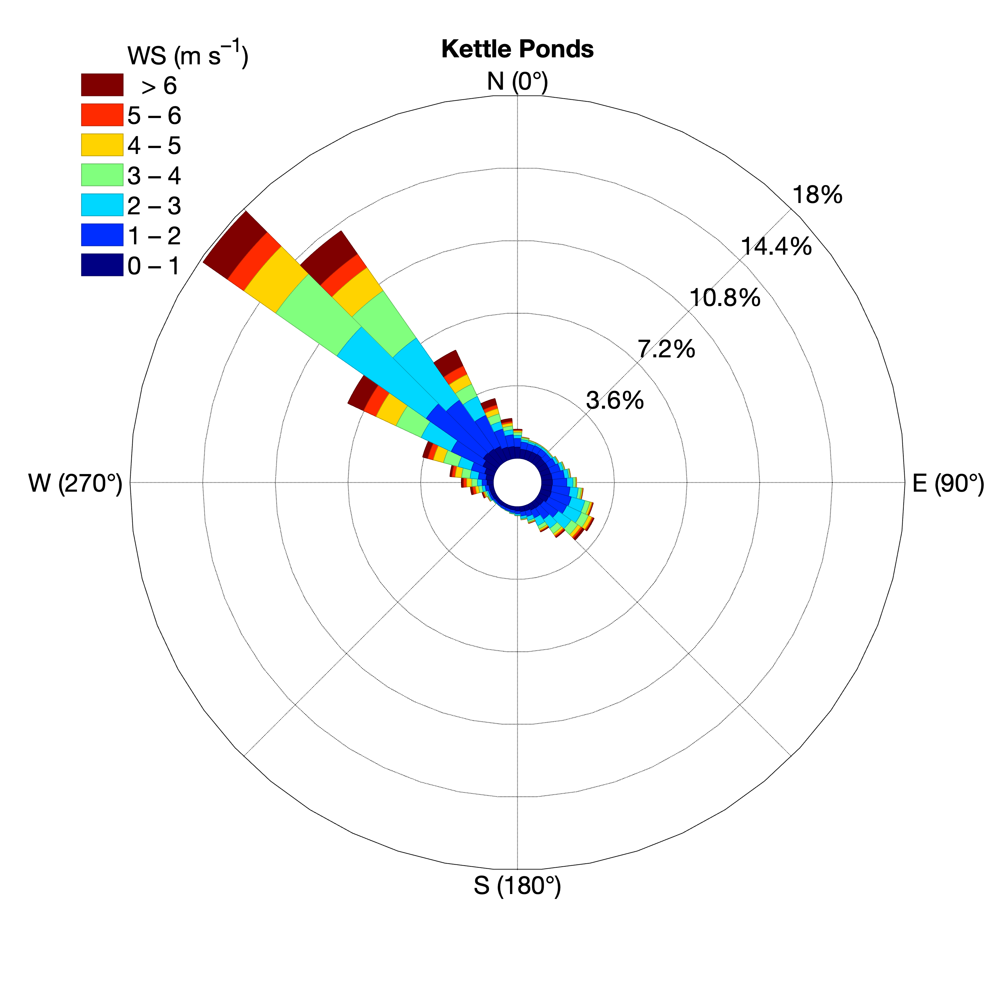 Kettle Ponds
WS (m s⁻¹)
> 6
5 – 6
4 – 5
3 – 4
2 – 3
1 – 2
0 – 1
N (0°)
18%
14.4%
10.8%
7.2%
3.6%
W (270°)
E (90°)
S (180°)